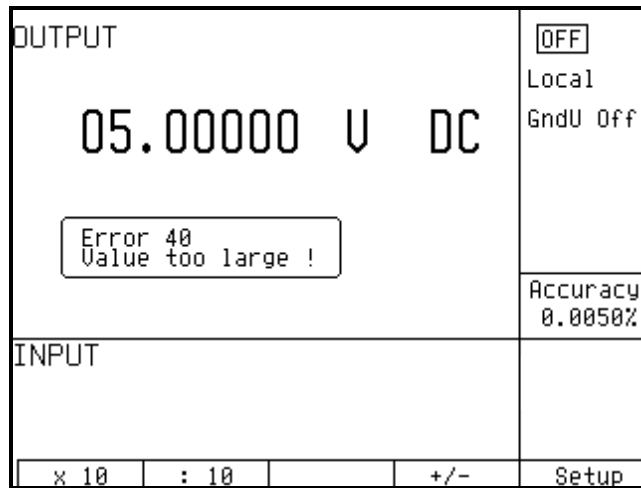 OUTPUT
OFF
Local
GndU Off
05.00000 V DC
Error 40
Value too large !
Accuracy
0.0050%
INPUT
x 10 : 10 +/- Setup